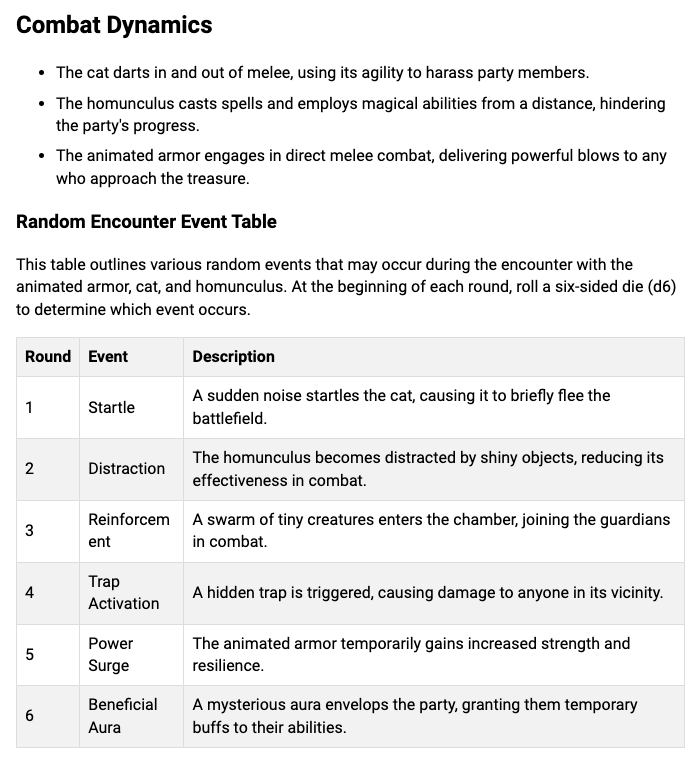 Combat Dynamics
• The cat darts in and out of melee, using its agility to harass party members.
• The homunculus casts spells and employs magical abilities from a distance, hindering
the party's progress.
• The animated armor engages in direct melee combat, delivering powerful blows to any
who approach the treasure.
Random Encounter Event Table
This table outlines various random events that may occur during the encounter with the
animated armor, cat, and homunculus. At the beginning of each round, roll a six-sided die (d6)
to determine which event occurs.
Round Event Description
1 Startle A sudden noise startles the cat, causing it to briefly flee the
battlefield.
2 Distraction The homunculus becomes distracted by shiny objects, reducing its
effectiveness in combat.
3 Reinforcem A swarm of tiny creatures enters the chamber, joining the guardians
ent in combat.
4 Trap
Activation A hidden trap is triggered, causing damage to anyone in its vicinity.
5 Power The animated armor temporarily gains increased strength and
Surge resilience.
6 Beneficial A mysterious aura envelops the party, granting them temporary
Aura buffs to their abilities.